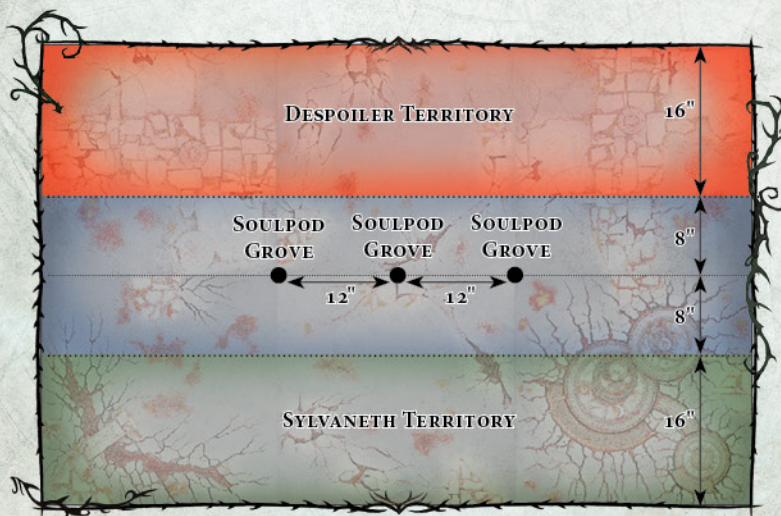 Despoiler Territory
16"
Soulpod
Grove
Soulpod
Grove
Soulpod
Grove
8"
12"
12"
8"
Sylvaneth Territory
16"